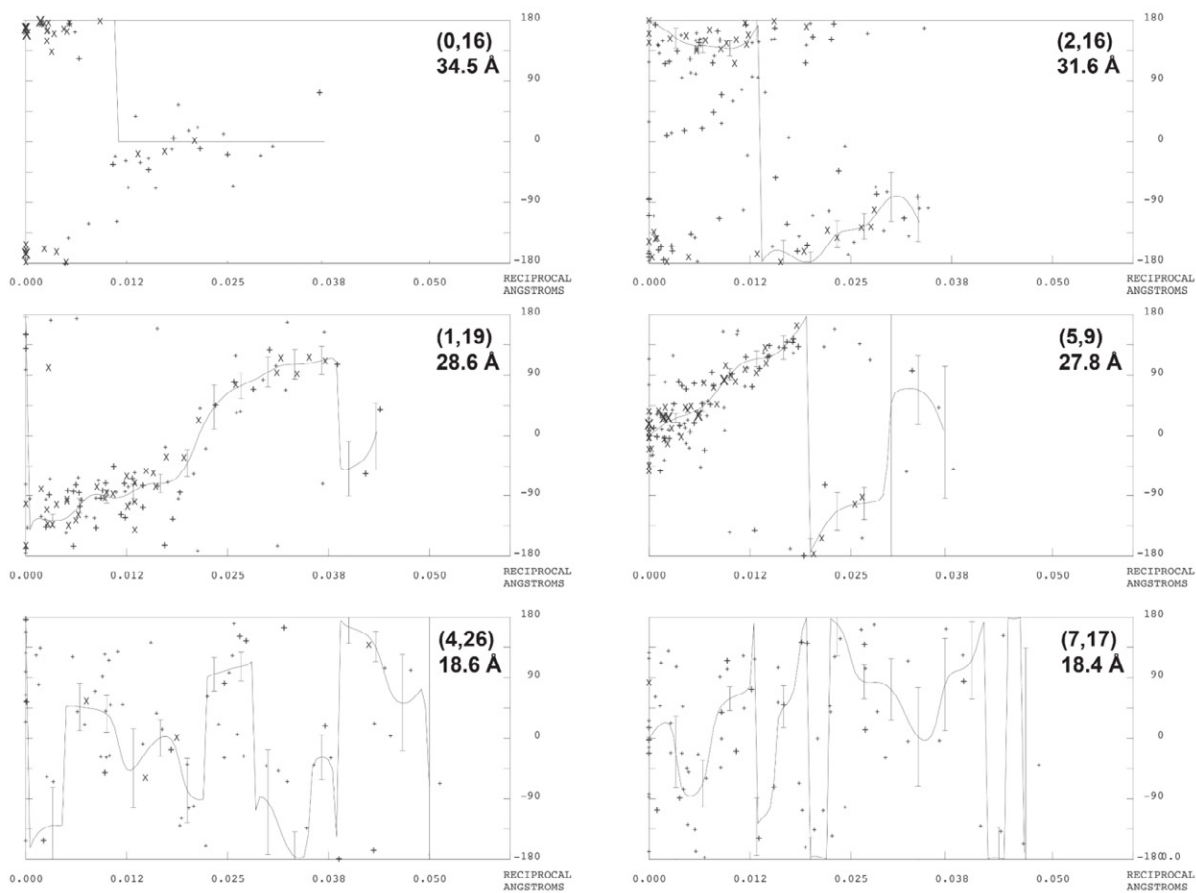 180
90
0
-90
-180
(0,16)
34.5 Å
0.000 0.012 0.025 0.038 0.050 RECIPROCAL
ANGSTROMS
180
90
0
-90
-180
(2,16)
31.6 Å
0.000 0.012 0.025 0.038 0.050 RECIPROCAL
ANGSTROMS
180
90
0
-90
-180
(1,19)
28.6 Å
0.000 0.012 0.025 0.038 0.050 RECIPROCAL
ANGSTROMS
180
90
0
-90
-180
(5,9)
27.8 Å
0.000 0.012 0.025 0.038 0.050 RECIPROCAL
ANGSTROMS
180
90
0
-90
-180
(4,26)
18.6 Å
0.000 0.012 0.025 0.038 0.050 RECIPROCAL
ANGSTROMS
180
90
0
-90
-180.0
(7,17)
18.4 Å
0.000 0.012 0.025 0.038 0.050 RECIPROCAL
ANGSTROMS